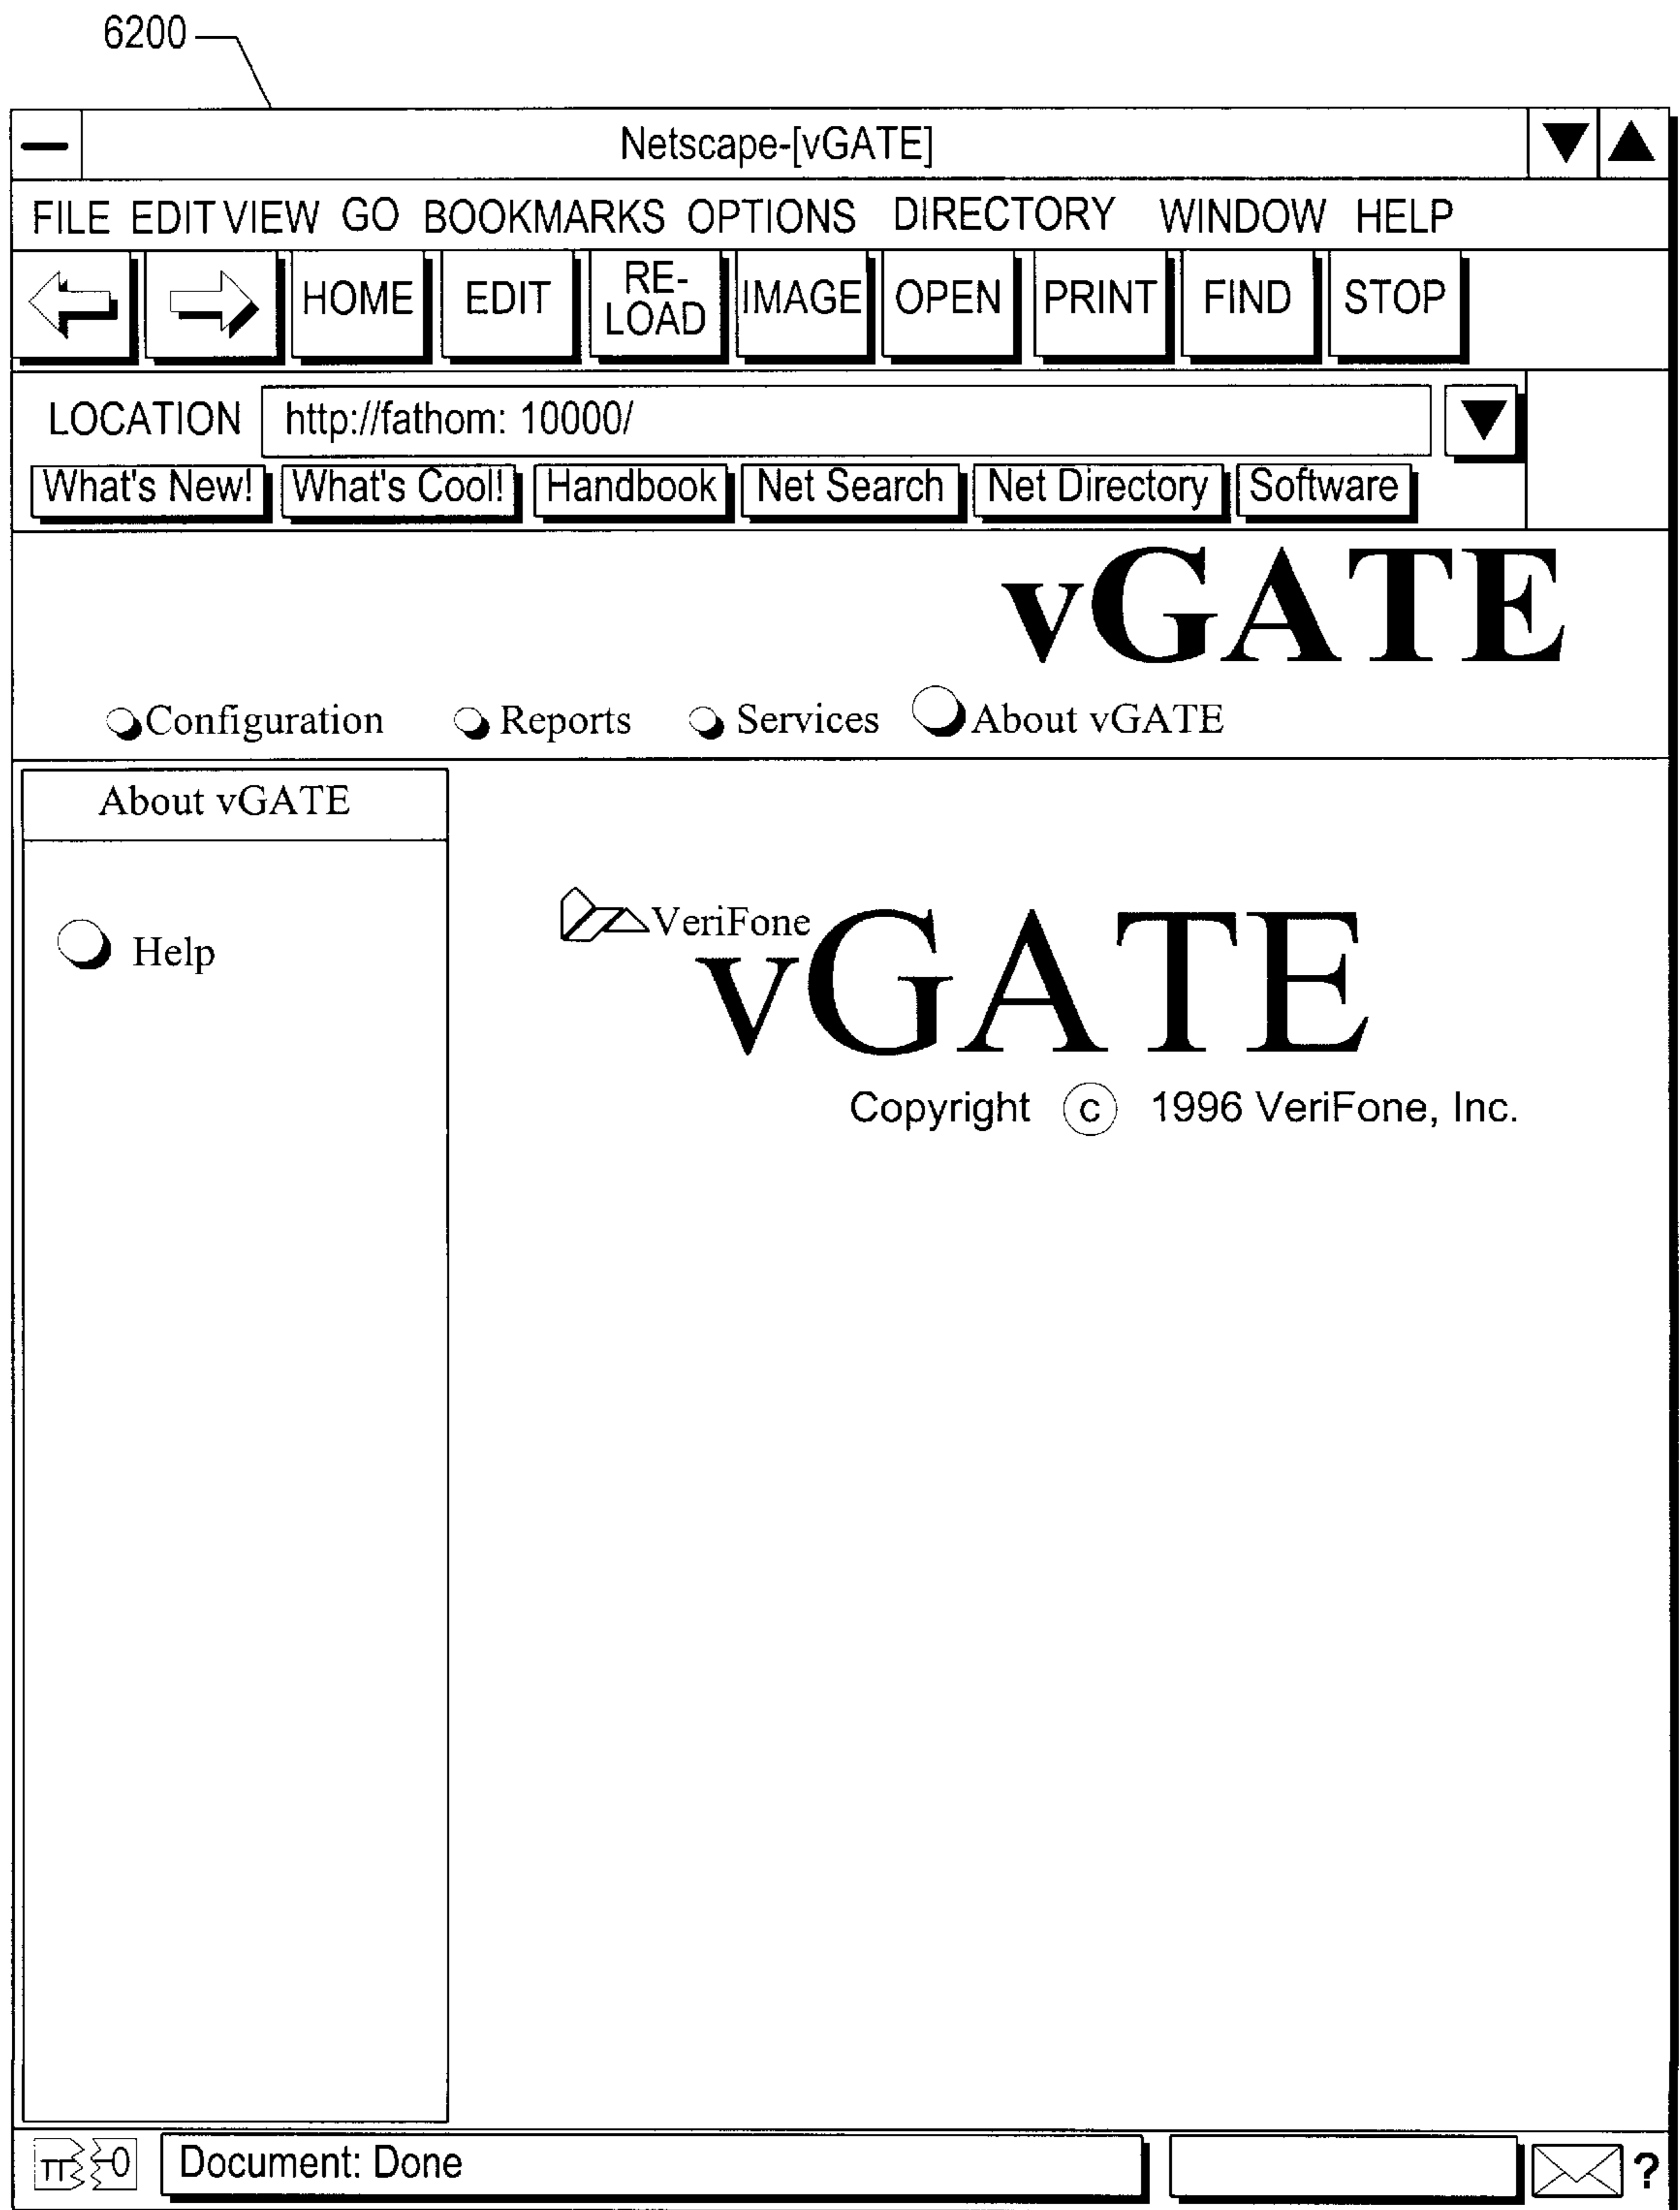 6200
Netscape-[vGATE]
FILE EDIT VIEW GO BOOKMARKS OPTIONS DIRECTORY WINDOW HELP
HOME EDIT RE-LOAD IMAGE OPEN PRINT FIND STOP
LOCATION http://fathom: 10000/
What's New! What's Cool! Handbook Net Search Net Directory Software
vGATE
Configuration Reports Services About vGATE
About vGATE
Help
VeriFone
vGATE
Copyright © 1996 VeriFone, Inc.
Document: Done ?